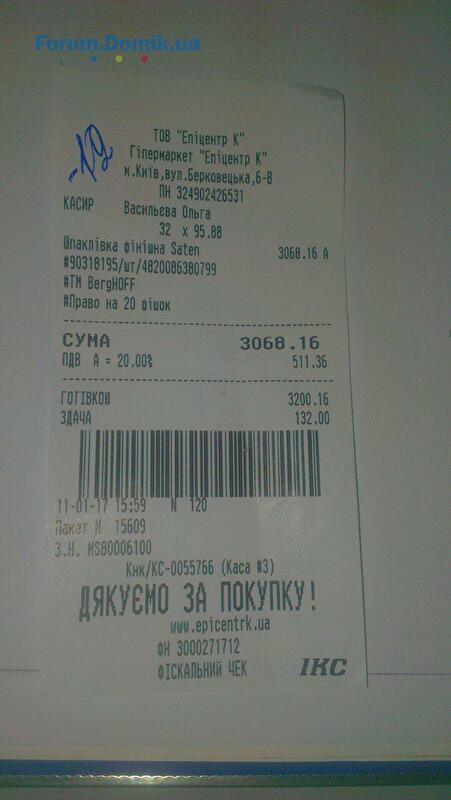 Forum.Domik.ua
-12
ТОВ "Епіцентр К"
Гіпермаркет "Епіцентр К"
м.Київ,вул.Берковецька,6-В
ПН 324902426531
КАСИР Васильєва Ольга
32 x 95.88
Шпаклівка фінішна Saten 3068.16 А
#90318195/шт/4820086380799
#ТМ BergHOFF
#Право на 20 фішок
СУМА 3068.16
ПДВ А = 20.00% 511.36
ГОТІВКОЮ 3200.16
ЗДАЧА 132.00
11-01-17 15:59 N 120
Пакет N 15609
З.Н. MS80006100
Кнк/КС-0055766 (Каса #3)
ДЯКУЄМО ЗА ПОКУПКУ!
www.epicentrk.ua
ФН 3000271712
ФІСКАЛЬНИЙ ЧЕК IKC